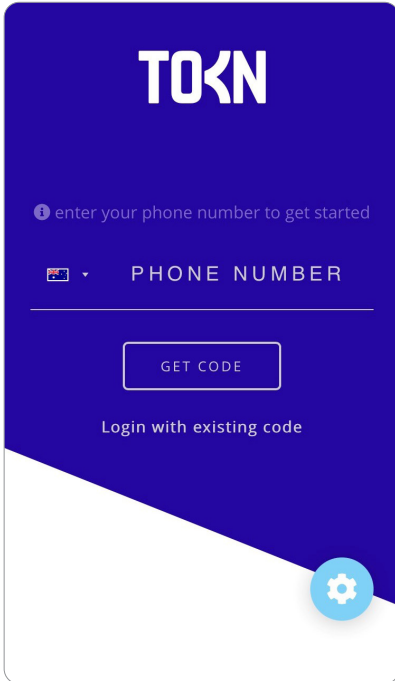 TOKN
enter your phone number to get started
PHONE NUMBER
GET CODE
Login with existing code